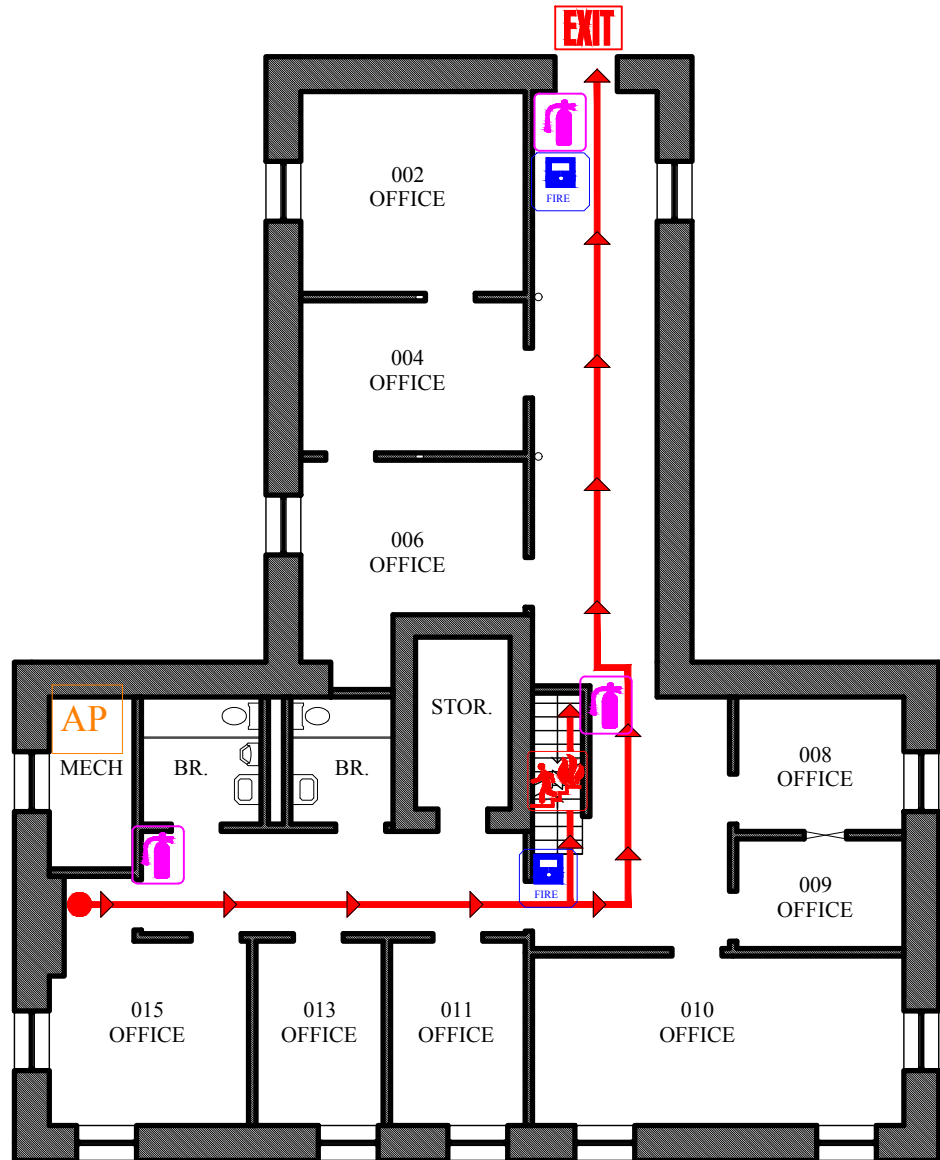 EXIT
002
OFFICE
FIRE
004
OFFICE
006
OFFICE
AP
MECH
BR.
BR.
STOR.
008
OFFICE
FIRE
009
OFFICE
015
OFFICE
013
OFFICE
011
OFFICE
010
OFFICE